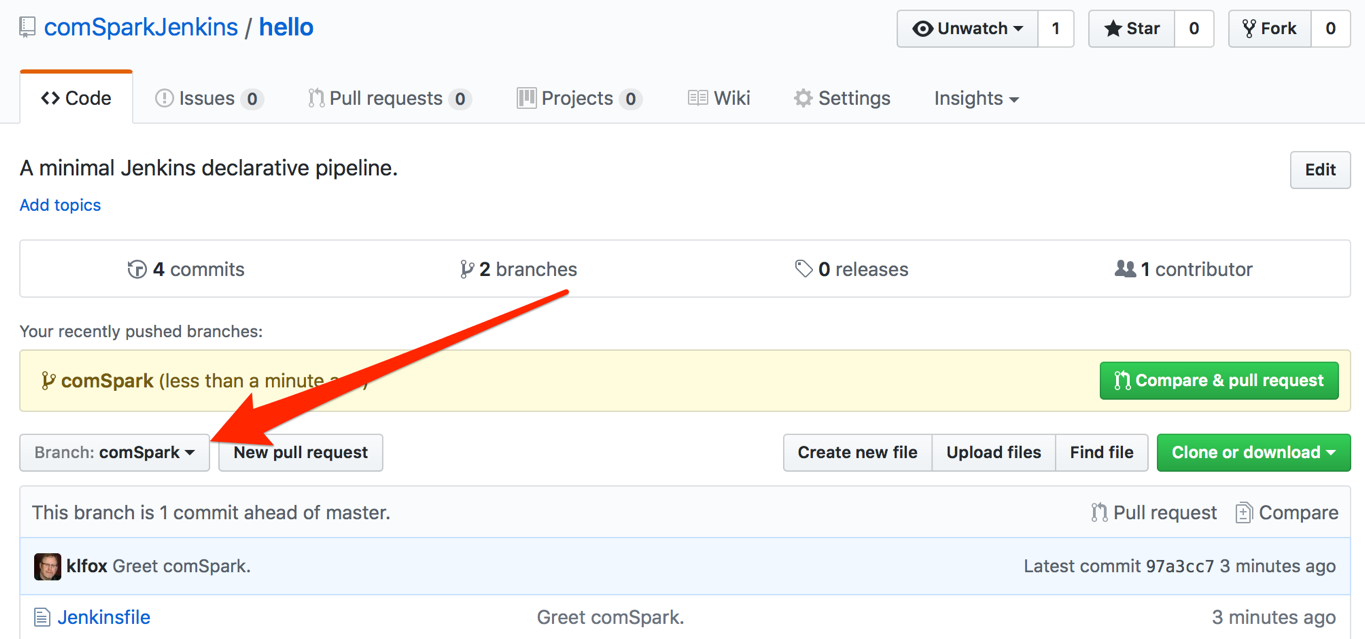 comSparkJenkins / hello Unwatch 1 Star 0 Fork 0
Code Issues 0 Pull requests 0 Projects 0 Wiki Settings Insights
A minimal Jenkins declarative pipeline. Edit
Add topics
4 commits 2 branches 0 releases 1 contributor
Your recently pushed branches:
comSpark (less than a minute Compare & pull request
Branch: comSpark New pull request Create new file Upload files Find file Clone or download
This branch is 1 commit ahead of master. Pull request Compare
klfox Greet comSpark. Latest commit 97a3cc7 3 minutes ago
Jenkinsfile Greet comSpark. 3 minutes ago